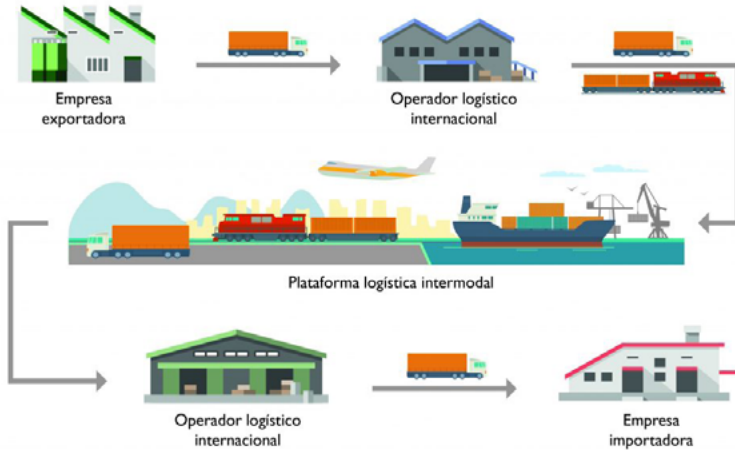 Empresa
exportadora
Operador logístico
internacional
Plataforma logística intermodal
Operador logístico
internacional
Empresa
importadora